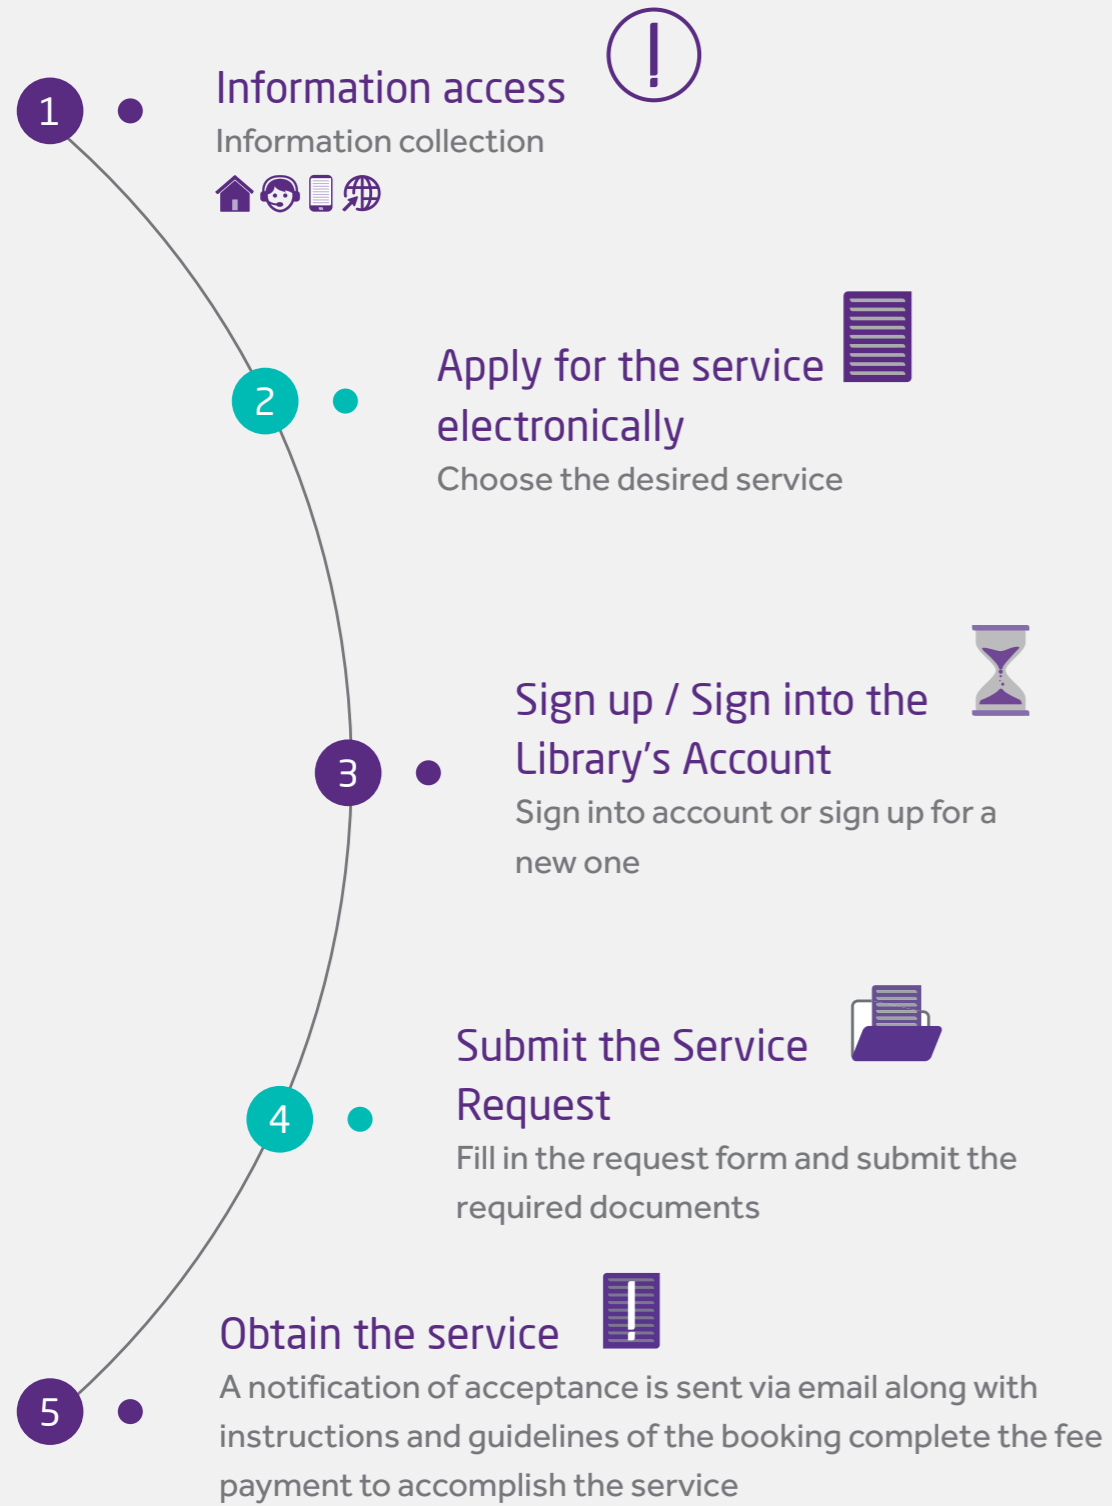 1
Information access
Information collection
2
Apply for the service
electronically
Choose the desired service
3
Sign up / Sign into the
Library's Account
Sign into account or sign up for a
new one
4
Submit the Service
Request
Fill in the request form and submit the
required documents
5
Obtain the service
A notification of acceptance is sent via email along with
instructions and guidelines of the booking complete the fee
payment to accomplish the service